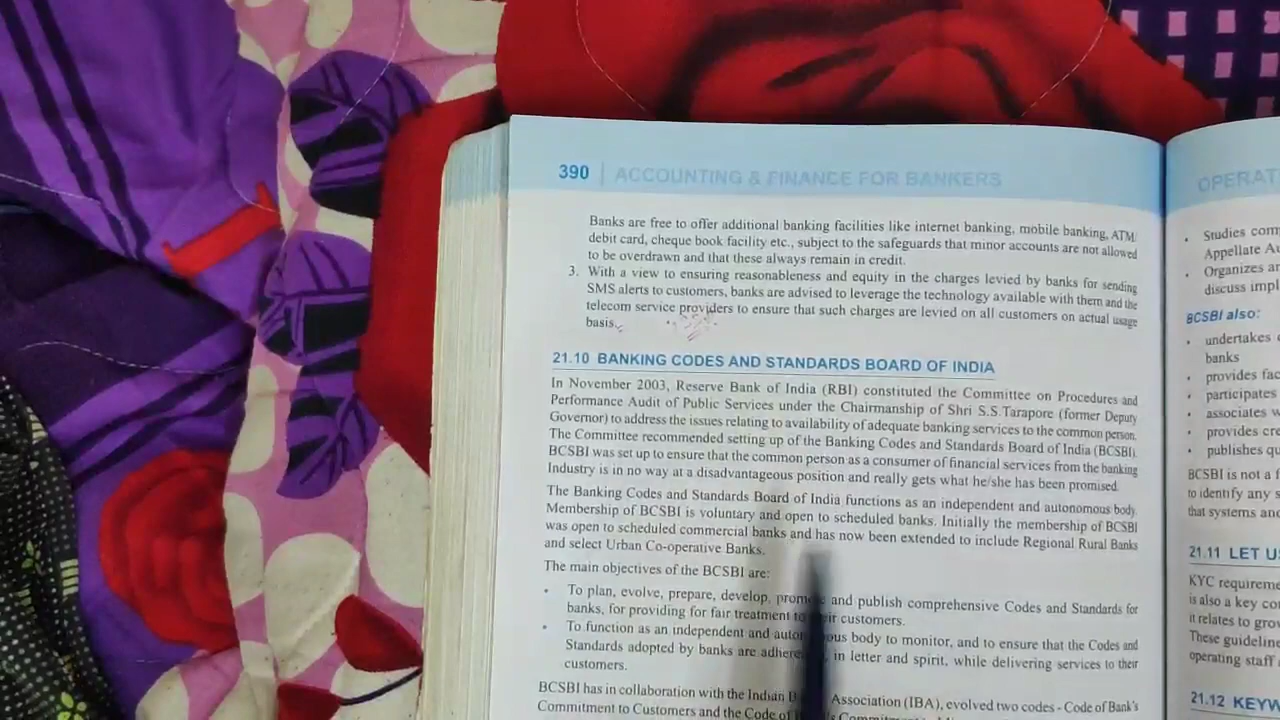 390 | ACCOUNTING & FINANCE FOR BANKERS
Banks are free to offer additional banking facilities like internet banking, mobile banking, ATM/
debit card, cheque book facility etc., subject to the safeguards that minor accounts are not allowed
to be overdrawn and that these always remain in credit.
3. With a view to ensuring reasonableness and equity in the charges levied by banks for sending
SMS alerts to customers, banks are advised to leverage the technology available with them and the
telecom service providers to ensure that such charges are levied on all customers on actual usage
basis.
21.10 BANKING CODES AND STANDARDS BOARD OF INDIA
In November 2003, Reserve Bank of India (RBI) constituted the Committee on Procedures and
Performance Audit of Public Services under the Chairmanship of Shri S.S.Tarapore (former Deputy
Governor) to address the issues relating to availability of adequate banking services to the common person.
The Committee recommended setting up of the Banking Codes and Standards Board of India (BCSBI).
BCSBI was set up to ensure that the common person as a consumer of financial services from the banking
Industry is in no way at a disadvantageous position and really gets what he/she has been promised.
The Banking Codes and Standards Board of India functions as an independent and autonomous body.
Membership of BCSBI is voluntary and open to scheduled banks. Initially the membership of BCSBI
was open to scheduled commercial banks and has now been extended to include Regional Rural Banks
and select Urban Co-operative Banks.
The main objectives of the BCSBI are:
• To plan, evolve, prepare, develop, promote and publish comprehensive Codes and Standards for
banks, for providing for fair treatment to their customers.
• To function as an independent and autonomous body to monitor, and to ensure that the Codes and
Standards adopted by banks are adhered in letter and spirit, while delivering services to their
customers.
BCSBI has in collaboration with the Indian Association (IBA), evolved two codes - Code of Bank's
Commitment to Customers and the Code of
• Studies
Appellate
• Organizes
discuss
BCSBI also:
• undertakes
banks
• provides
• participates
• associates
• provides
• publishes
BCSBI is not a
to identify any
that systems
21.11 LET
KYC
is also a key
it relates to
These
operating staff
21.12